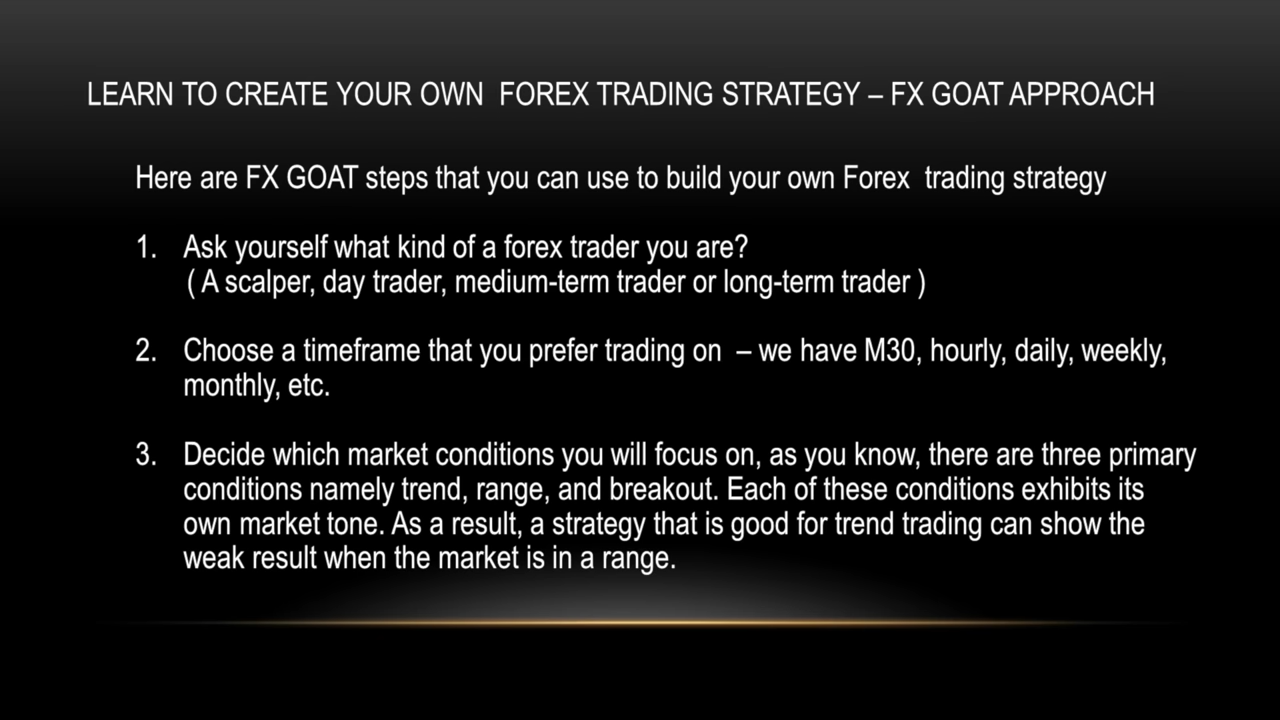 LEARN TO CREATE YOUR OWN  FOREX TRADING STRATEGY – FX GOAT APPROACH
Here are FX GOAT steps that you can use to build your own Forex  trading strategy
1. Ask yourself what kind of a forex trader you are?
( A scalper, day trader, medium-term trader or long-term trader )
2. Choose a timeframe that you prefer trading on  – we have M30, hourly, daily, weekly,
monthly, etc.
3. Decide which market conditions you will focus on, as you know, there are three primary
conditions namely trend, range, and breakout. Each of these conditions exhibits its
own market tone. As a result, a strategy that is good for trend trading can show the
weak result when the market is in a range.